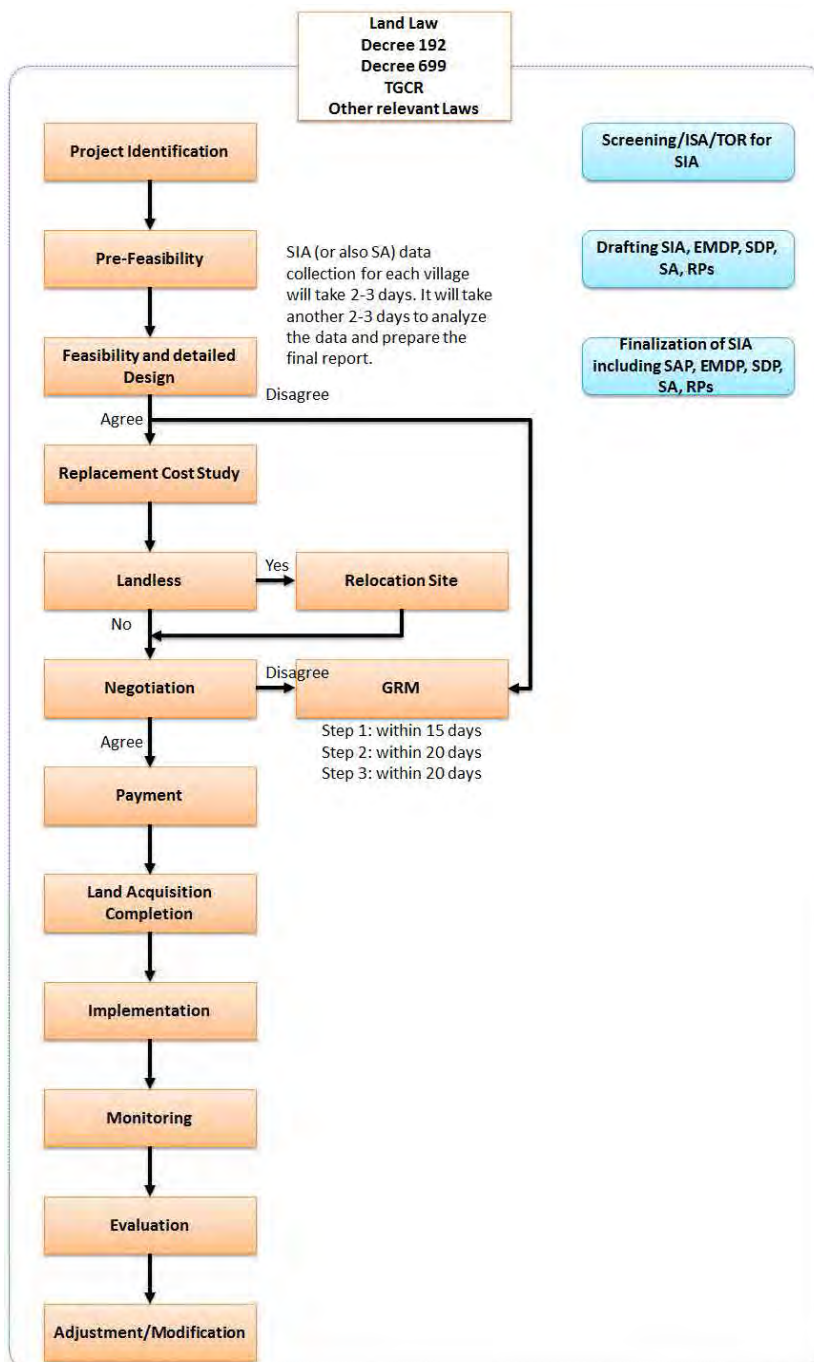 Land Law
Decree 192
Decree 699
TGCR
Other relevant Laws
Project Identification
Screening/ISA/TOR for
SIA
Pre-Feasibility
SIA (or also SA) data
collection for each village
will take 2-3 days. It will take
another 2-3 days to analyze
the data and prepare the
final report.
Drafting SIA, EMDP, SDP,
SA, RPs
Feasibility and detailed
Design
Finalization of SIA
including SAP, EMDP, SDP,
SA, RPs
Disagree
Agree
Replacement Cost Study
Landless
Yes
Relocation Site
No
Negotiation
Disagree
GRM
Step 1: within 15 days
Step 2: within 20 days
Step 3: within 20 days
Agree
Payment
Land Acquisition
Completion
Implementation
Monitoring
Evaluation
Adjustment/Modification